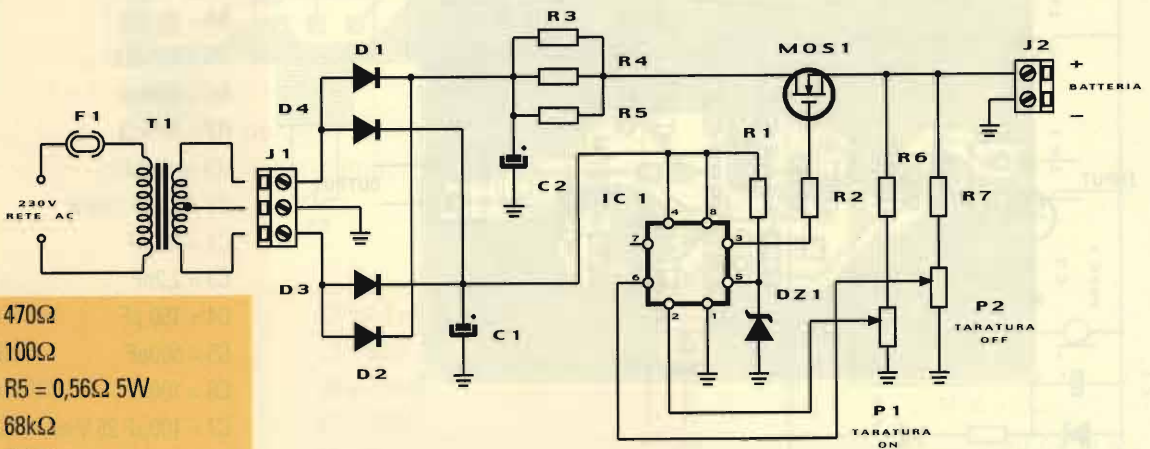 R3
D1
MOS1
J2
R4
+
BATTERIA
D4
F1
T1
R5
−
R1
J1
R6
C2
IC 1
R2
R7
230V
RETE AC
4
8
7
3
6
5
D3
DZ1
P2
TARATURA
OFF
2
1
C1
470Ω
100Ω
D2
R5 = 0,56Ω 5W
P1
TARATURA
ON
68kΩ